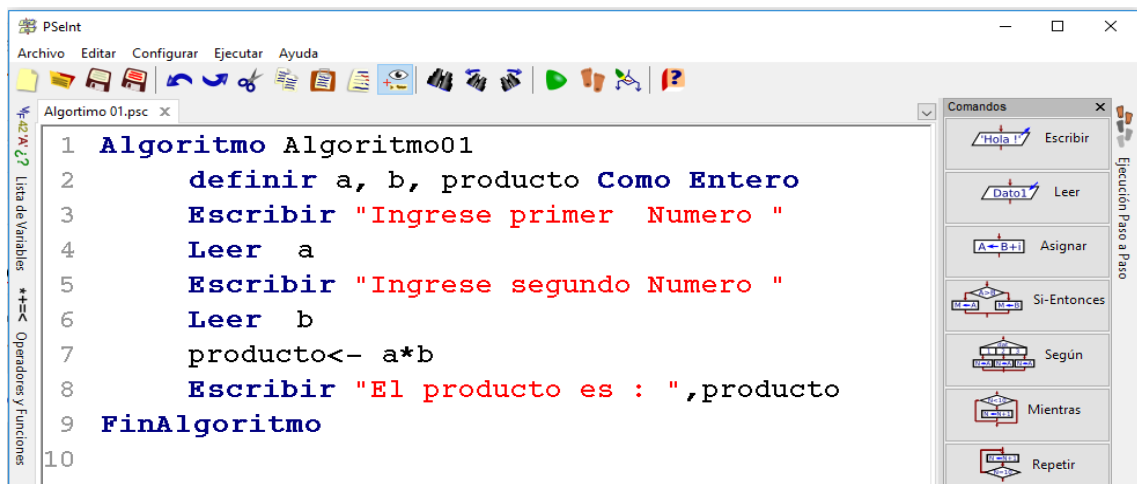 PSeInt
Archivo Editar Configurar Ejecutar Ayuda
Algortimo 01.psc
1 Algoritmo Algoritmo01
2 definir a, b, producto Como Entero
3 Escribir "Ingrese primer  Numero "
4 Leer  a
5 Escribir "Ingrese segundo Numero "
6 Leer  b
7 producto<- a*b
8 Escribir "El producto es : ",producto
9 FinAlgoritmo
10
42 'A' ¿? Lista de Variables
*+=< Operadores y Funciones
Comandos
'Hola !' Escribir
Dato1 Leer
A←B+i Asignar
Si-Entonces
Según
Mientras
Repetir
Ejecución Paso a Paso